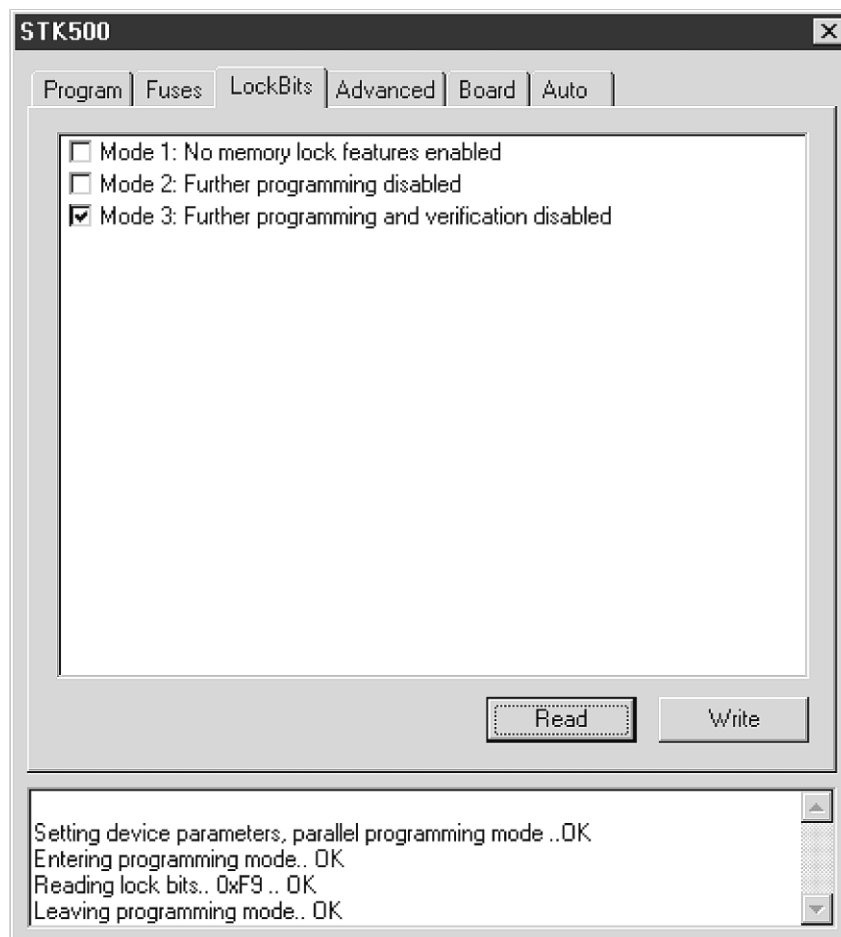 STK500
Program Fuses LockBits Advanced Board Auto
Mode 1: No memory lock features enabled
Mode 2: Further programming disabled
Mode 3: Further programming and verification disabled
Read Write
Setting device parameters, parallel programming mode ..OK
Entering programming mode.. OK
Reading lock bits.. 0xF9 .. OK
Leaving programming mode.. OK